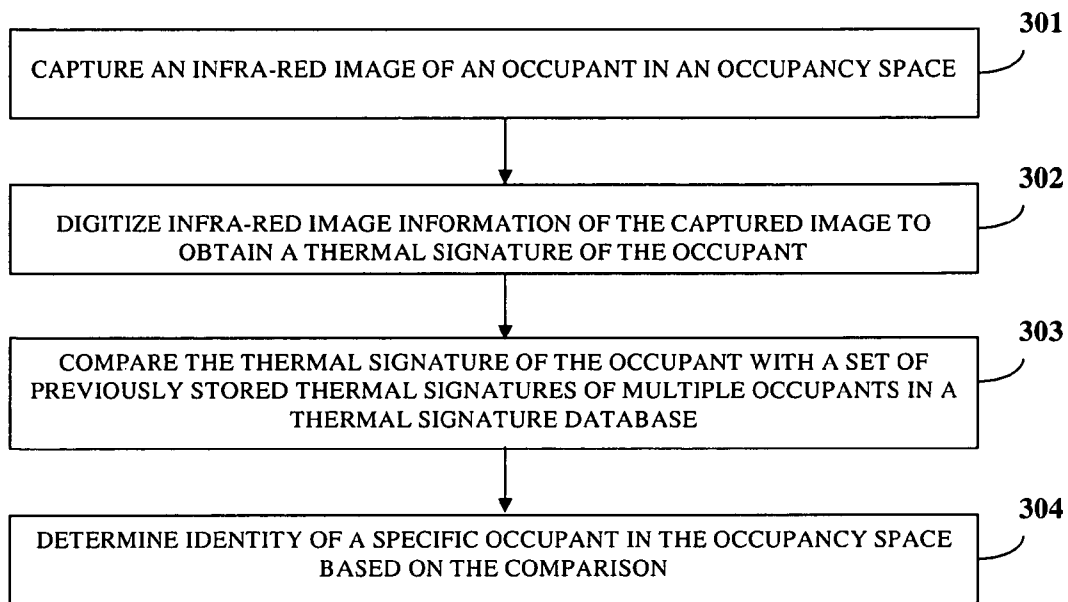 301
CAPTURE AN INFRA-RED IMAGE OF AN OCCUPANT IN AN OCCUPANCY SPACE
302
DIGITIZE INFRA-RED IMAGE INFORMATION OF THE CAPTURED IMAGE TO
OBTAIN A THERMAL SIGNATURE OF THE OCCUPANT
303
COMPARE THE THERMAL SIGNATURE OF THE OCCUPANT WITH A SET OF
PREVIOUSLY STORED THERMAL SIGNATURES OF MULTIPLE OCCUPANTS IN A
THERMAL SIGNATURE DATABASE
304
DETERMINE IDENTITY OF A SPECIFIC OCCUPANT IN THE OCCUPANCY SPACE
BASED ON THE COMPARISON